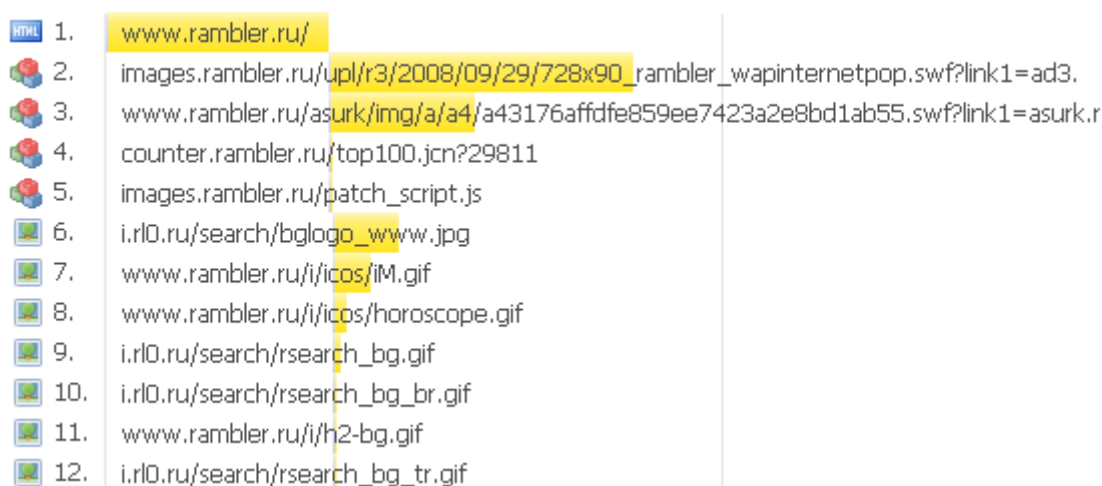 HTML 1. www.rambler.ru/
2. images.rambler.ru/upl/r3/2008/09/29/728x90_rambler_wapinternetpop.swf?link1=ad3.
3. www.rambler.ru/asurk/img/a/a4/a43176affdfe859ee7423a2e8bd1ab55.swf?link1=asurk.r
4. counter.rambler.ru/top100.jcn?29811
5. images.rambler.ru/patch_script.js
6. i.rl0.ru/search/bglogo_www.jpg
7. www.rambler.ru/i/icos/iM.gif
8. www.rambler.ru/i/icos/horoscope.gif
9. i.rl0.ru/search/rsearch_bg.gif
10. i.rl0.ru/search/rsearch_bg_br.gif
11. www.rambler.ru/i/h2-bg.gif
12. i.rl0.ru/search/rsearch_bg_tr.gif